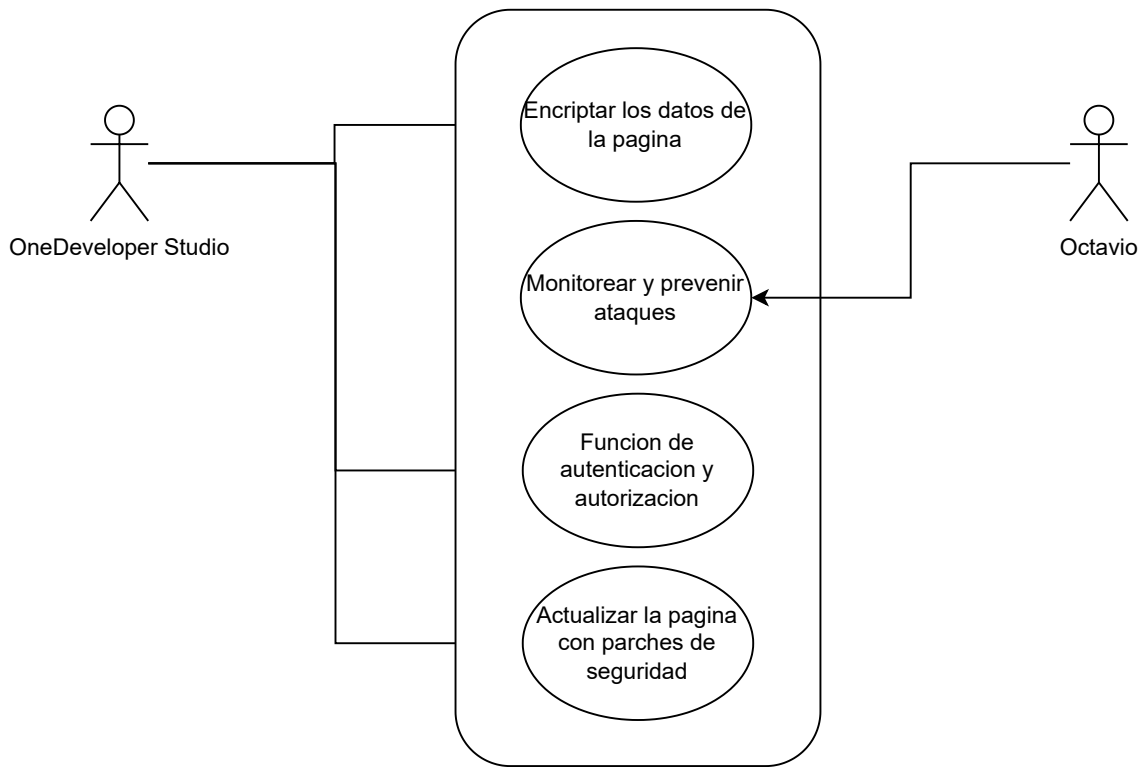 Encriptar los datos de
la pagina
OneDeveloper Studio
Octavio
Monitorear y prevenir
ataques
Funcion de
autenticacion y
autorizacion
Actualizar la pagina
con parches de
seguridad